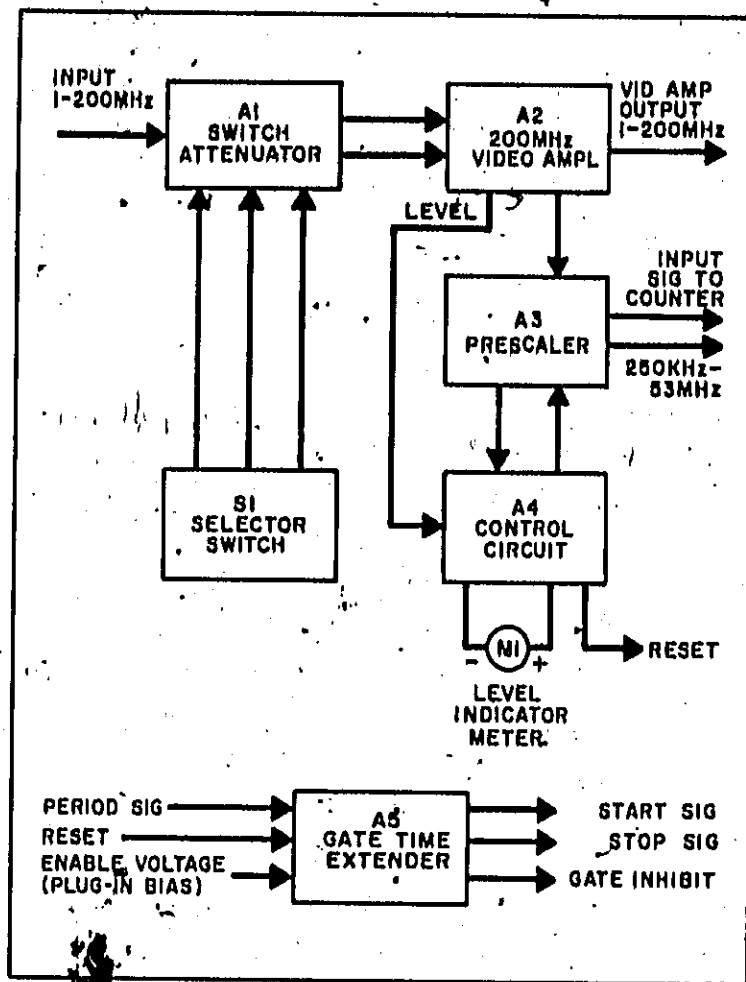 INPUT
1-200MHz
A1
SWITCH
ATTENUATOR
A2
200MHz
VIDEO AMPL
VID AMP
OUTPUT
1-200MHz
LEVEL
INPUT
SIG TO
COUNTER
A3
PRESCALER
250KHz-
53MHz
S1
SELECTOR
SWITCH
A4
CONTROL
CIRCUIT
- N1 +
RESET
LEVEL
INDICATOR
METER
PERIOD SIG
RESET
ENABLE VOLTAGE
(PLUG-IN BIAS)
A5
GATE TIME
EXTENDER
START SIG
STOP SIG
GATE INHIBIT